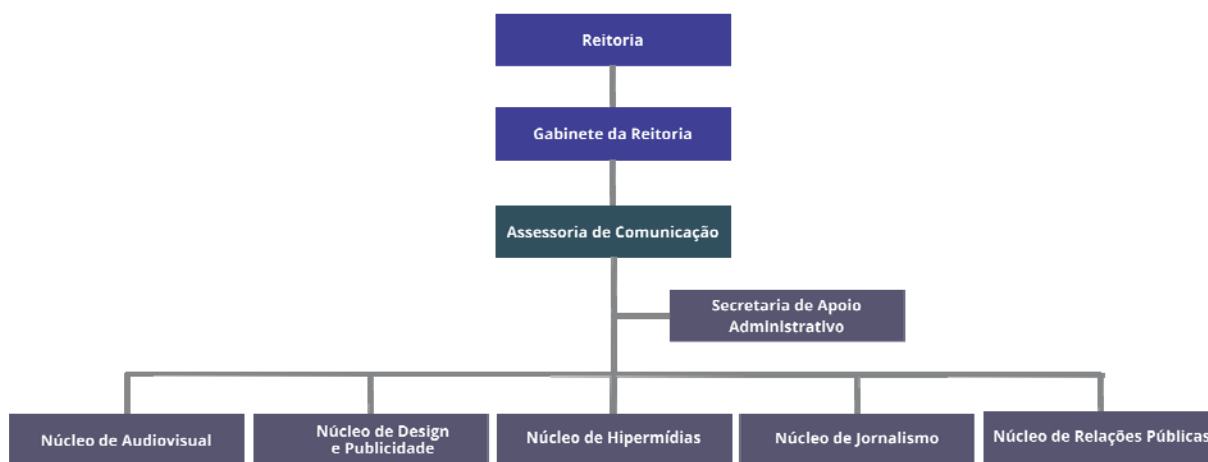 Reitoria
Gabinete da Reitoria
Assessoria de Comunicação
Secretaria de Apoio
Administrativo
Núcleo de Audiovisual
Núcleo de Design
e Publicidade
Núcleo de Hipermídias
Núcleo de Jornalismo
Núcleo de Relações Públicas